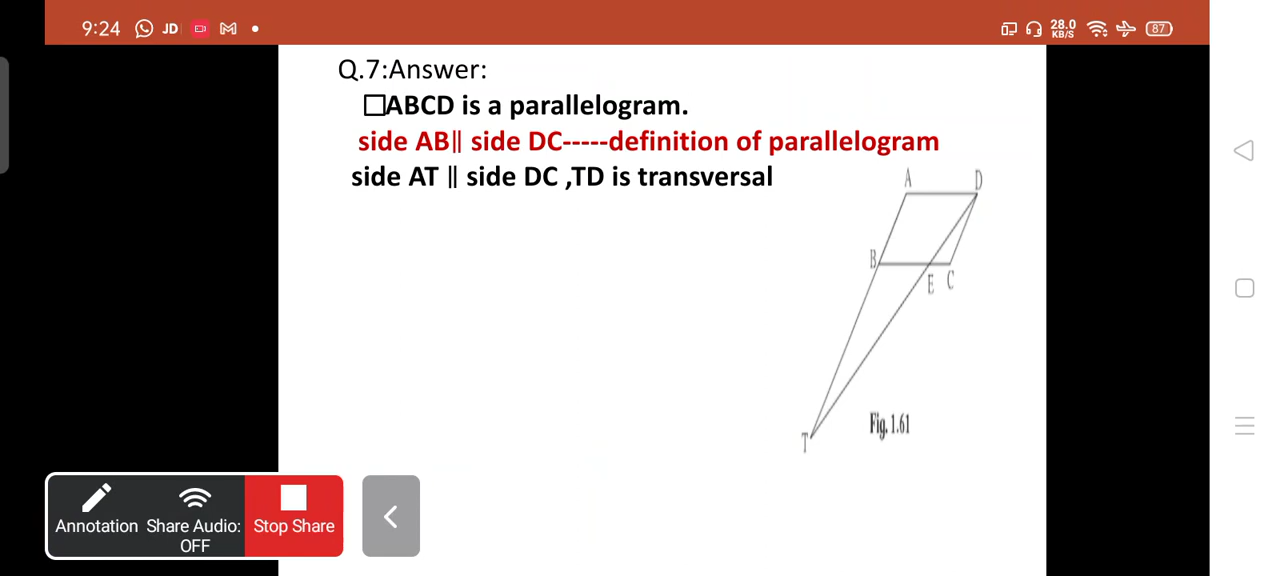 9:24 JD 28.0 KB/S 87
Q.7:Answer:
□ABCD is a parallelogram.
side AB∥ side DC-----definition of parallelogram
side AT ∥ side DC ,TD is transversal
A D
B
E C
Fig. 1.61
T
Annotation Share Audio: OFF Stop Share